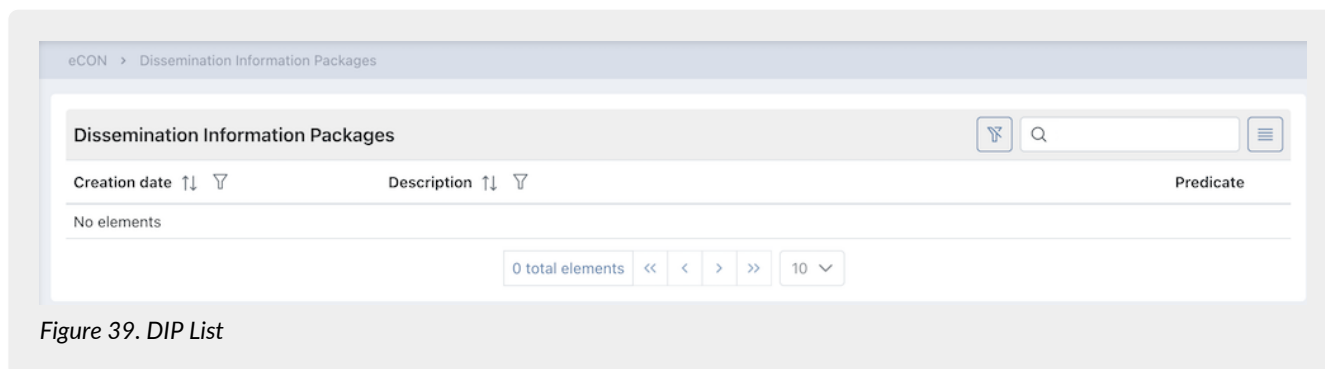 eCON > Dissemination Information Packages
Dissemination Information Packages
Creation date Description Predicate
No elements
0 total elements << < > >> 10
Figure 39. DIP List